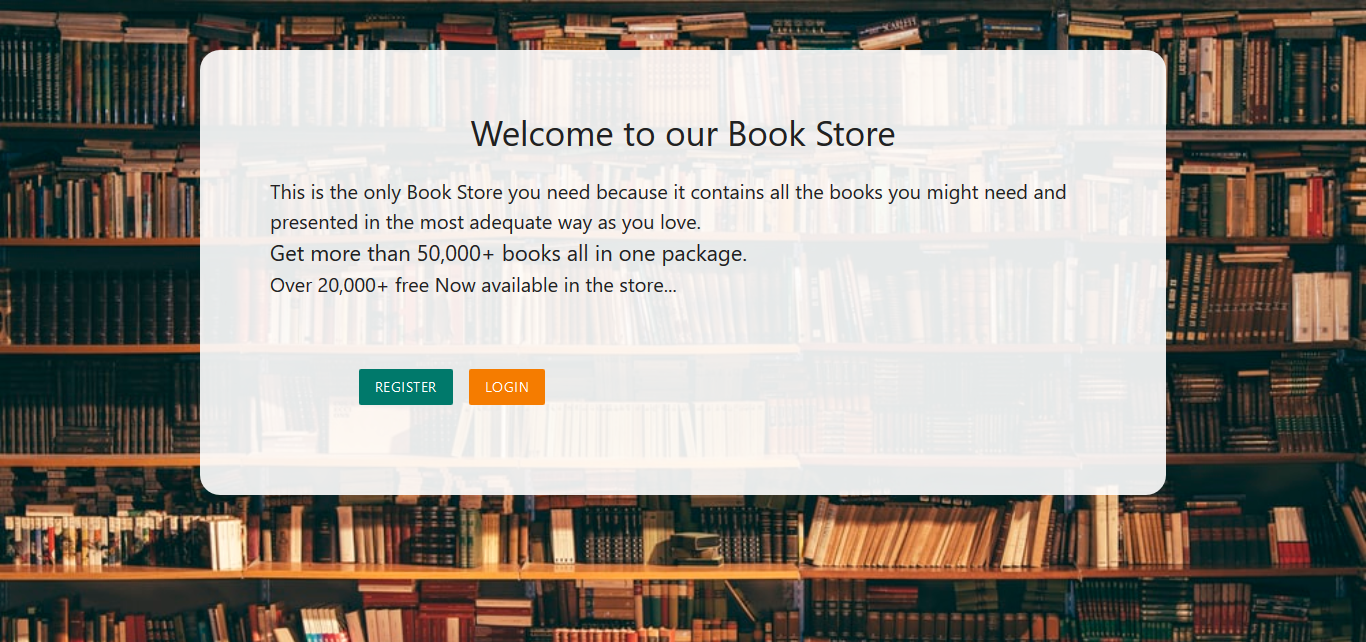 Welcome to our Book Store
This is the only Book Store you need because it contains all the books you might need and
presented in the most adequate way as you love.
Get more than 50,000+ books all in one package.
Over 20,000+ free Now available in the store...
REGISTER LOGIN